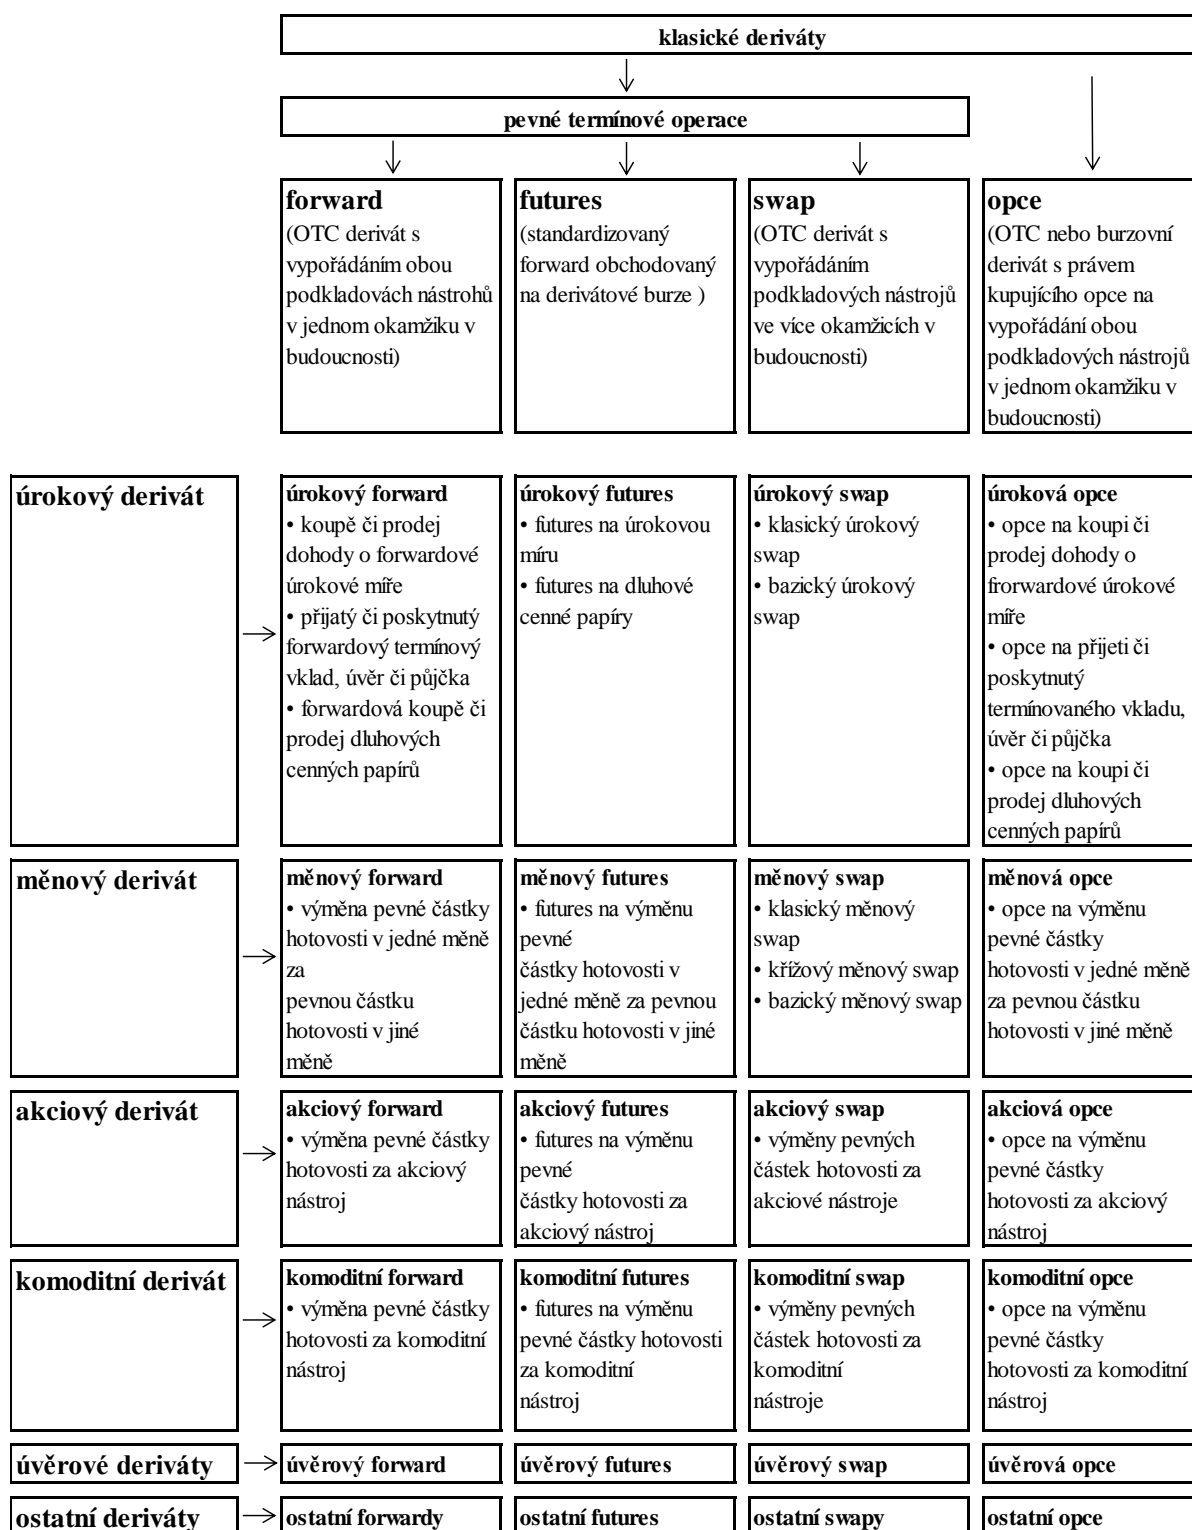 klasické deriváty
pevné termínové operace
forward
(OTC derivát s
vypořádáním obou
podkladovách nástrohů
v jednom okamžiku v
budoucnosti)
futures
(standardizovaný
forward obchodovaný
na derivátové burze )
swap
(OTC derivát s
vypořádáním
podkladových nástrojů
ve více okamžicích v
budoucnosti)
opce
(OTC nebo burzovní
derivát s právem
kupujícího opce na
vypořádání obou
podkladových nástrojů
v jednom okamžiku v
budoucnosti)
úrokový derivát
úrokový forward
• koupě či prodej
dohody o forwardové
úrokové míře
• přijatý či poskytnutý
forwardový termínový
vklad, úvěr či půjčka
• forwardová koupě či
prodej dluhových
cenných papírů
úrokový futures
• futures na úrokovou
míru
• futures na dluhové
cenné papíry
úrokový swap
• klasický úrokový
swap
• bazický úrokový
swap
úroková opce
• opce na koupi či
prodej dohody o
frorwardové úrokové
míře
• opce na přijeti či
poskytnutý
termínovaného vkladu,
úvěr či půjčka
• opce na koupi či
prodej dluhových
cenných papírů
měnový derivát
měnový forward
• výměna pevné částky
hotovosti v jedné měně
za
pevnou částku
hotovosti v jiné
měně
měnový futures
• futures na výměnu
pevné
částky hotovosti v
jedné měně za pevnou
částku hotovosti v jiné
měně
měnový swap
• klasický měnový
swap
• křížový měnový swap
• bazický měnový swap
měnová opce
• opce na výměnu
pevné částky
hotovosti v jedné měně
za pevnou částku
hotovosti v jiné měně
akciový derivát
akciový forward
• výměna pevné částky
hotovosti za akciový
nástroj
akciový futures
• futures na výměnu
pevné
částky hotovosti za
akciový nástroj
akciový swap
• výměny pevných
částek hotovosti za
akciové nástroje
akciová opce
• opce na výměnu
pevné částky
hotovosti za akciový
nástroj
komoditní derivát
komoditní forward
• výměna pevné částky
hotovosti za komoditní
nástroj
komoditní futures
• futures na výměnu
pevné částky hotovosti
za komoditní
nástroj
komoditní swap
• výměny pevných
částek hotovosti za
komoditní
nástroje
komoditní opce
• opce na výměnu
pevné částky
hotovosti za komoditní
nástroj
úvěrové deriváty
úvěrový forward
úvěrový futures
úvěrový swap
úvěrová opce
ostatní deriváty
ostatní forwardy
ostatní futures
ostatní swapy
ostatní opce